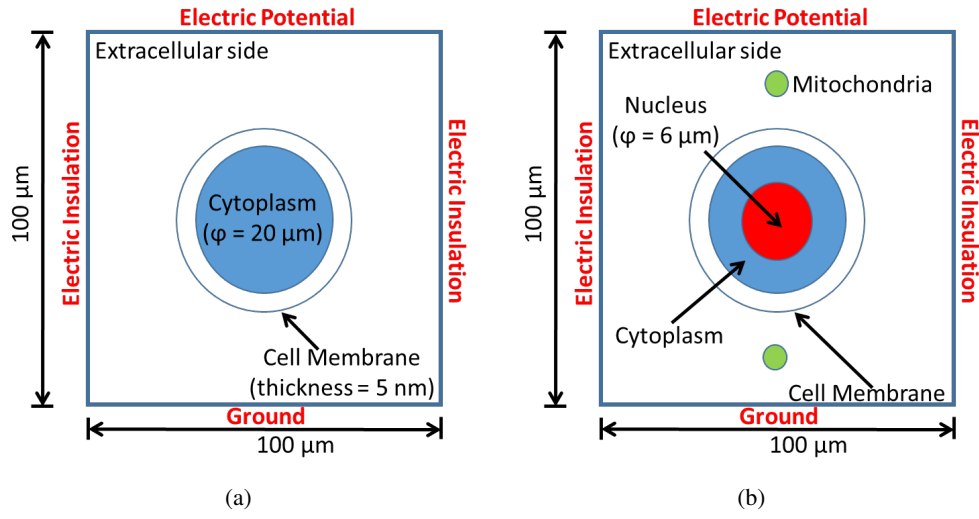 Electric Potential
Extracellular side
100 µm
Electric Insulation
Electric Insulation
Cytoplasm
(φ = 20 µm)
Cell Membrane
(thickness = 5 nm)
Ground
100 µm
(a)
Electric Potential
Extracellular side
Mitochondria
Nucleus
(φ = 6 µm)
100 µm
Electric Insulation
Electric Insulation
Cytoplasm
Cell Membrane
Ground
100 µm
(b)